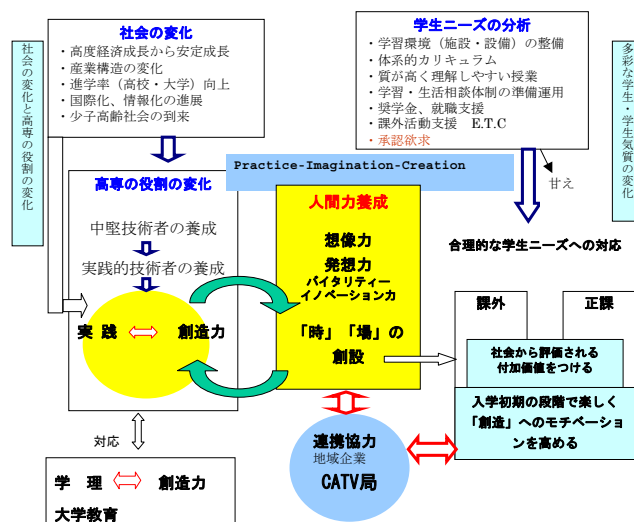 社会の変化と高専の役割の変化
社会の変化
・高度経済成長から安定成長
・産業構造の変化
・進学率（高校・大学）向上
・国際化、情報化の進展
・少子高齢社会の到来
学生ニーズの分析
・学習環境（施設・設備）の整備
・体系的カリキュラム
・質が高く理解しやすい授業
・学習・生活相談体制の準備運用
・奨学金、就職支援
・課外活動支援　E.T.C
・承認欲求
多彩な学生・学生気質の変化
Practice-Imagination-Creation
甘え
高専の役割の変化
中堅技術者の養成
実践的技術者の養成
実 践
創造力
人間力養成
想像力
発想力
バイタリティー
イノベーション力
「時」「場」の
創設
合理的な学生ニーズへの対応
課外
正課
社会から評価される
付加価値をつける
入学初期の段階で楽しく
「創造」へのモチベーショ
ンを高める
対応
学 理
創造力
大学教育
連携協力
地域企業
CATV局